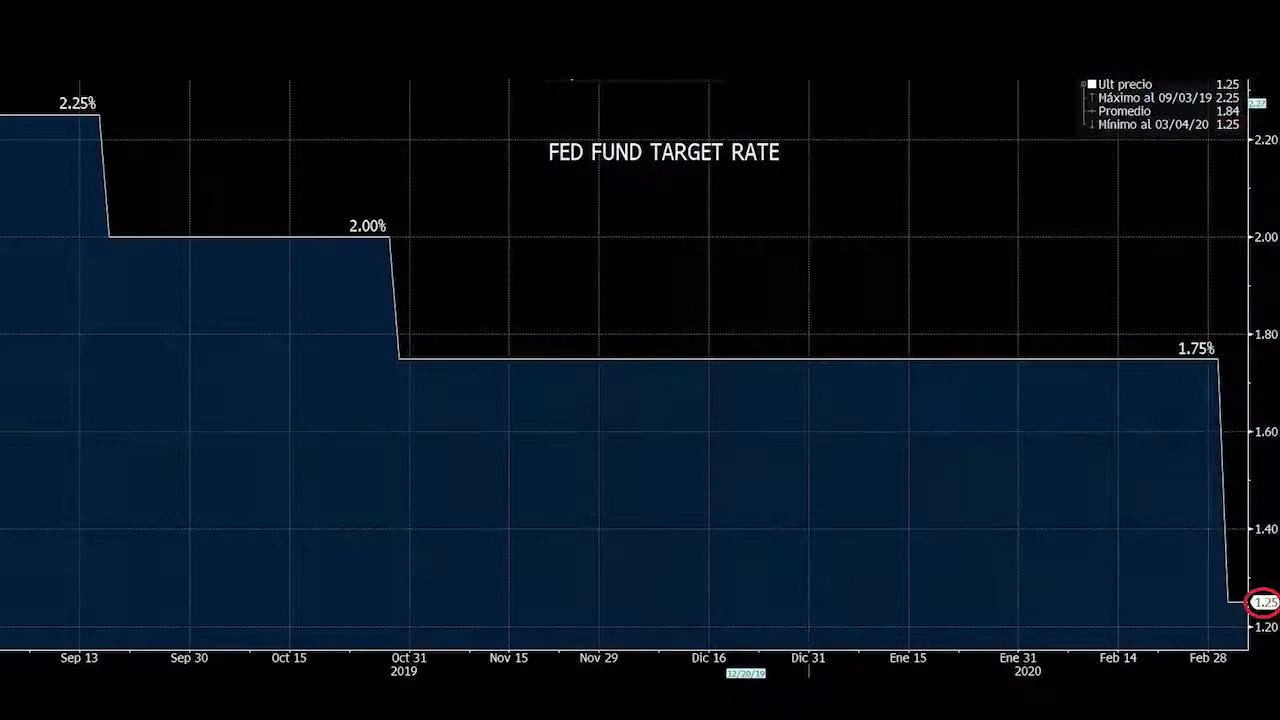 Ult precio 1.25
Máximo al 09/03/19 2.25
Promedio 1.84
Mínimo al 03/04/20 1.25
2.27
2.25%
FED FUND TARGET RATE
2.00%
1.75%
2.20
2.00
1.80
1.60
1.40
1.25
1.20
Sep 13 Sep 30 Oct 15 Oct 31 Nov 15 Nov 29 Dic 16 Dic 31 Ene 15 Ene 31 Feb 14 Feb 28
2019 12/20/19 2020